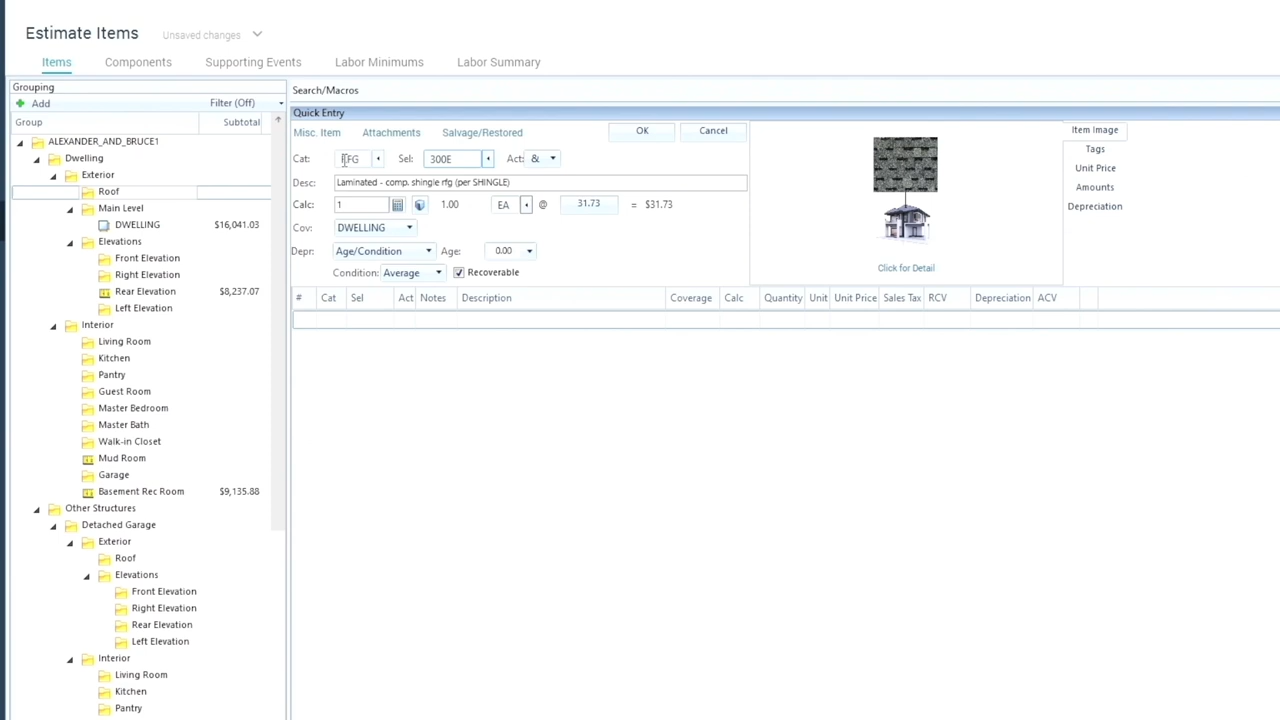 Estimate Items Unsaved changes
Items Components Supporting Events Labor Minimums Labor Summary
Grouping
Add Filter (Off)
Group Subtotal
ALEXANDER_AND_BRUCE1
Dwelling
Exterior
Roof
Main Level
DWELLING $16,041.03
Elevations
Front Elevation
Right Elevation
Rear Elevation $8,237.07
Left Elevation
Interior
Living Room
Kitchen
Pantry
Guest Room
Master Bedroom
Master Bath
Walk-in Closet
Mud Room
Garage
Basement Rec Room $9,135.88
Other Structures
Detached Garage
Exterior
Roof
Elevations
Front Elevation
Right Elevation
Rear Elevation
Left Elevation
Interior
Living Room
Kitchen
Pantry
Search/Macros
Quick Entry
Misc. Item Attachments Salvage/Restored OK Cancel
Cat: Sel: 300E Act: &
Desc: Laminated - comp. shingle rfg (per SHINGLE)
Calc: 1 1.00 EA @ 31.73 = $31.73
Cov: DWELLING
Depr: Age/Condition Age: 0.00
Condition: Average Recoverable
Click for Detail
Item Image
Tags
Unit Price
Amounts
Depreciation
# Cat Sel Act Notes Description Coverage Calc Quantity Unit Unit Price Sales Tax RCV Depreciation ACV